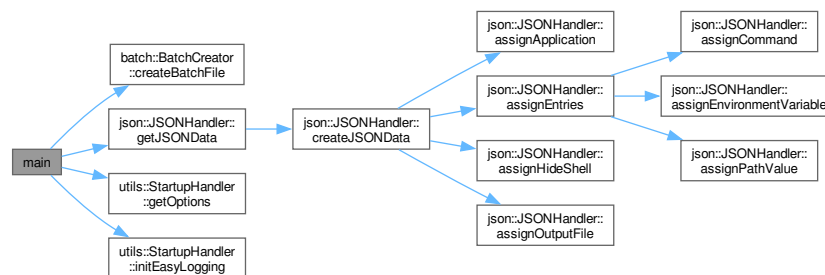 main
batch::BatchCreator
::createBatchFile
json::JSONHandler::
getJSONData
utils::StartupHandler
::getOptions
utils::StartupHandler
::initEasyLogging
json::JSONHandler::
createJSONData
json::JSONHandler::
assignApplication
json::JSONHandler::
assignEntries
json::JSONHandler::
assignHideShell
json::JSONHandler::
assignOutputFile
json::JSONHandler::
assignCommand
json::JSONHandler::
assignEnvironmentVariable
json::JSONHandler::
assignPathValue